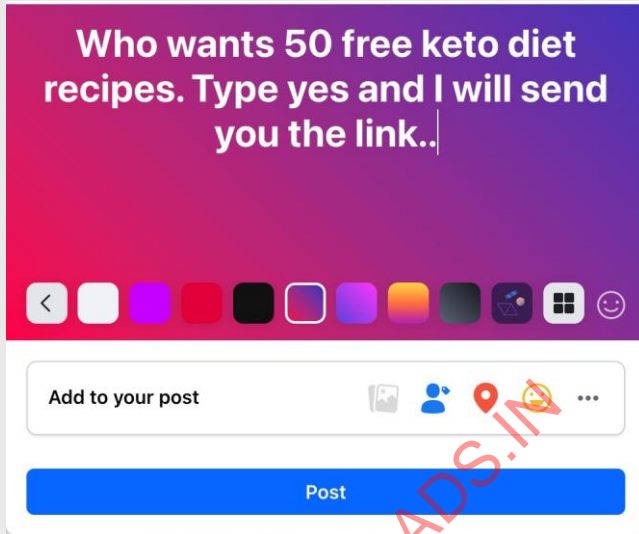 Who wants 50 free keto diet
recipes. Type yes and I will send
you the link..
Add to your post
Post
ADS.IN